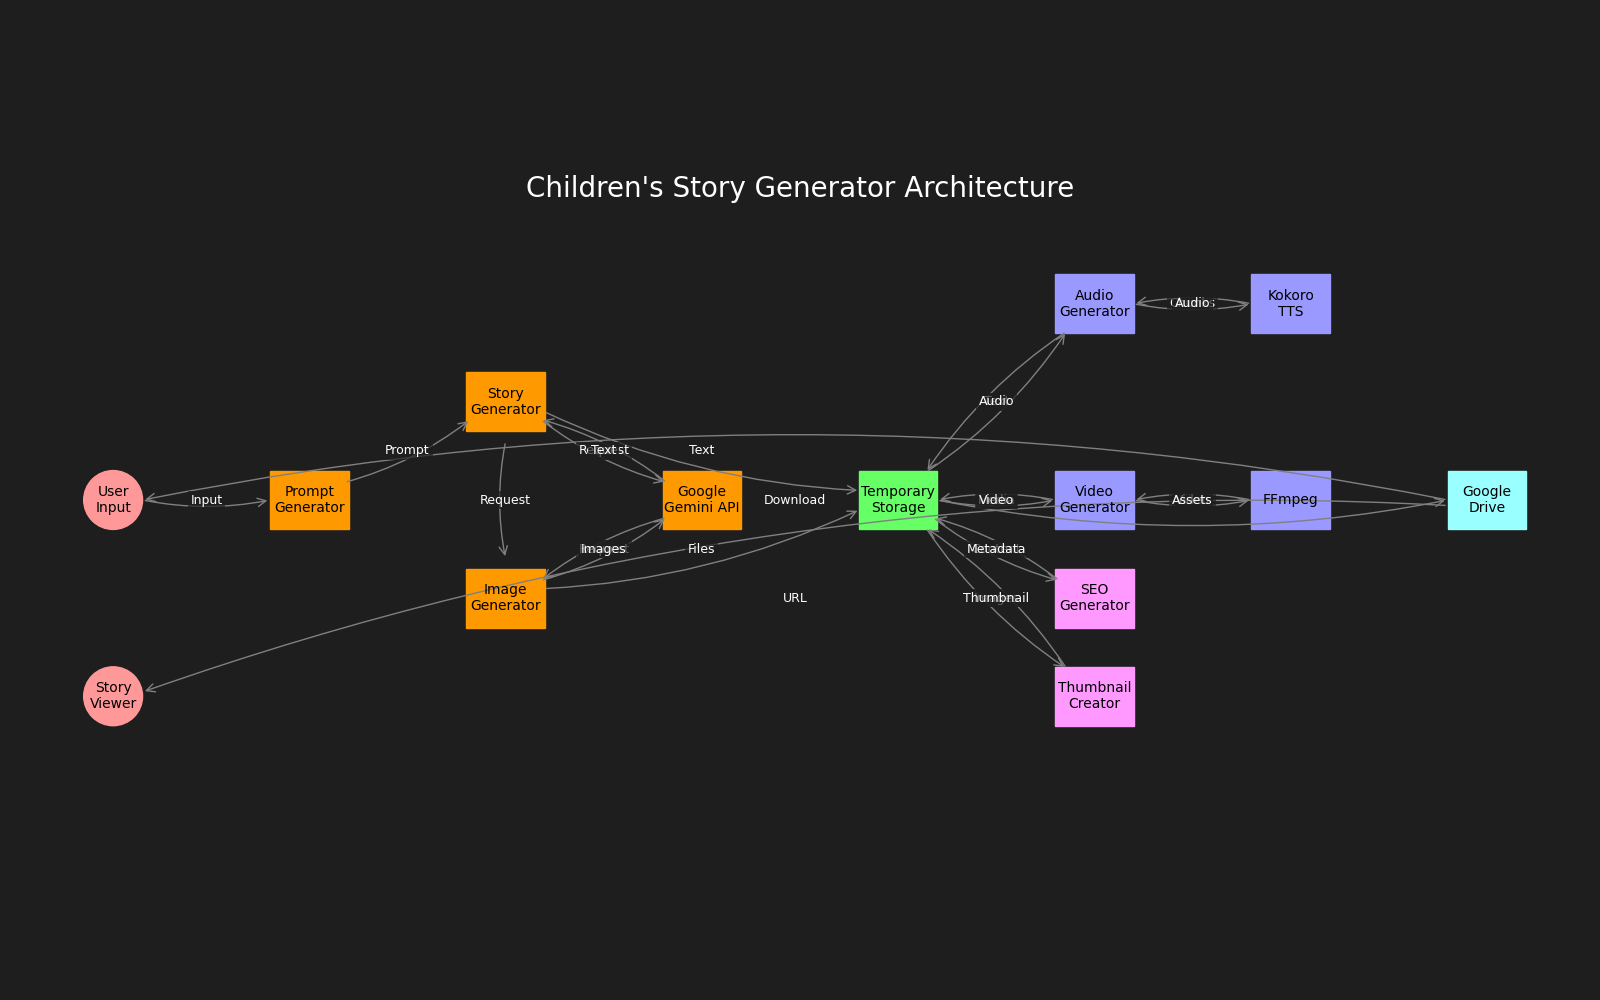 Children's Story Generator Architecture
Audio
Generator
Audio
Kokoro
TTS
Story
Generator
Audio
Prompt
Text
Text
User
Input
Input
Prompt
Generator
Request
Google
Gemini API
Download
Temporary
Storage
Video
Video
Generator
Assets
FFmpeg
Google
Drive
Images
Files
Metadata
Image
Generator
URL
Thumbnail
SEO
Generator
Story
Viewer
Thumbnail
Creator